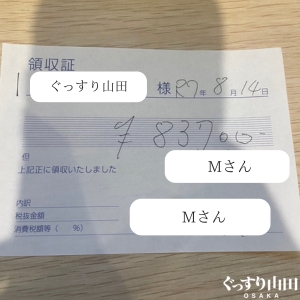 領収証
ぐっすり山田 様 R7年8月14日
¥83700-
但
上記正に領収いたしました
Mさん
内訳
税抜金額
消費税額等（　　％）
Mさん
ぐっすり山田
OSAKA